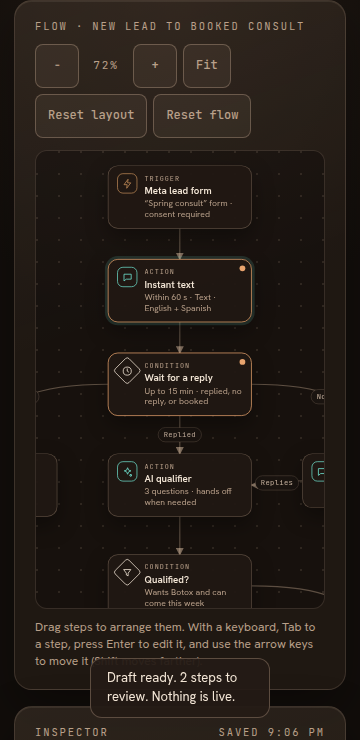 FLOW · NEW LEAD TO BOOKED CONSULT
- 72% + Fit
Reset layout Reset flow
TRIGGER
Meta lead form
"Spring consult" form ·
consent required
ACTION
Instant text
Within 60 s · Text ·
English + Spanish
CONDITION
Wait for a reply
Up to 15 min · replied, no
reply, or booked
No
Replied
ACTION
AI qualifier
3 questions · hands off
when needed
Replies
CONDITION
Qualified?
Wants Botox and can
come this week
Drag steps to arrange them. With a keyboard, Tab to
a step, press Enter to edit it, and use the arrow keys
to move it
Draft ready. 2 steps to
review. Nothing is live.
INSPECTOR SAVED 9:06 PM